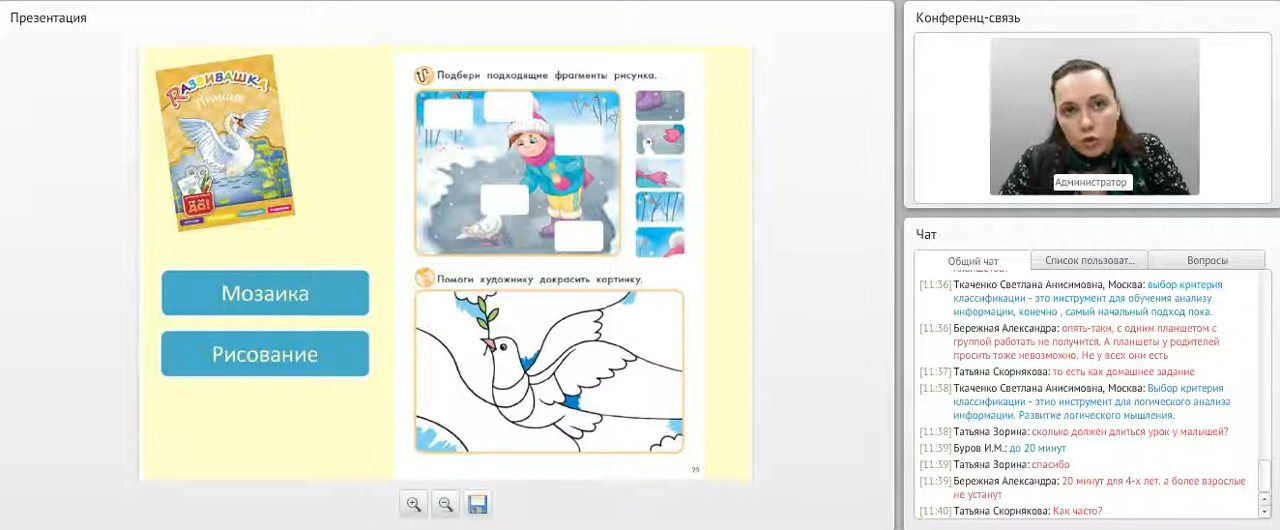 Презентация
РАЗВИВАШКА
да!
Мозаика
Рисование
Подбери подходящие фрагменты рисунка.
Помоги художнику докрасить картинку.
23
Конференц-связь
Администратор
Чат
Общий чат
Список пользоват...
Вопросы
планшетов.
[11:36] Ткаченко Светлана Анисимовна, Москва: выбор критерия
классификации - это инструмент для обучения анализу
информации, конечно , самый начальный подход пока.
[11:36] Бережная Александра: опять-таки, с одним планшетом с
группой работать не получится. А планшеты у родителей
просить тоже невозможно. Не у всех они есть
[11:37] Татьяна Скорнякова: то есть как домашнее задание
[11:38] Ткаченко Светлана Анисимовна, Москва: Выбор критерия
классификации - этио инструмент для логического анализа
информации. Развитие логического мышления.
[11:38] Татьяна Зорина: сколько должен длиться урок у малышей?
[11:39] Буров И.М.: до 20 минут
[11:39] Татьяна Зорина: спасибо
[11:39] Бережная Александра: 20 минут для 4-х лет. а более взрослые
не устанут
[11:40] Татьяна Скорнякова: Как часто?